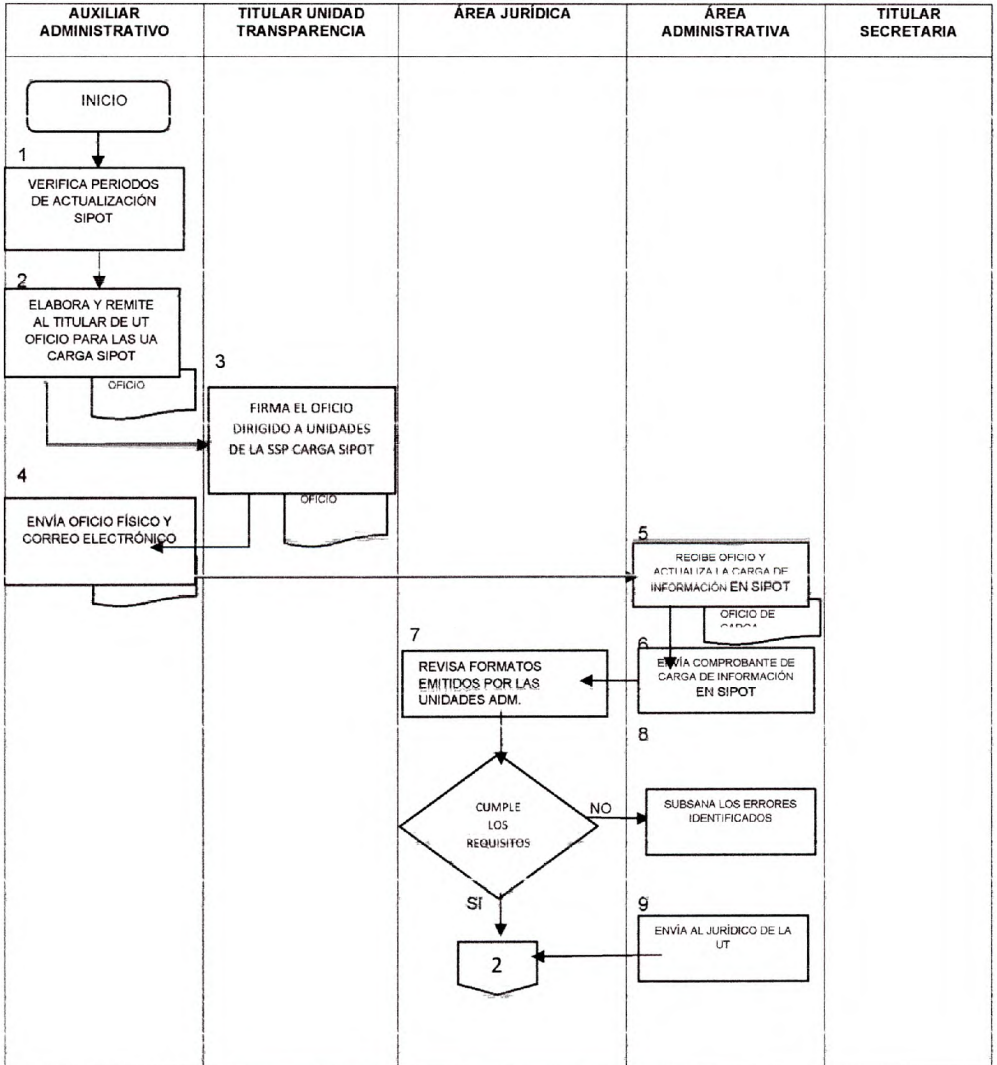 AUXILIAR
ADMINISTRATIVO
TITULAR UNIDAD
TRANSPARENCIA
ÁREA JURÍDICA
ÁREA
ADMINISTRATIVA
TITULAR
SECRETARIA
INICIO
1
VERIFICA PERIODOS
DE ACTUALIZACIÓN
SIPOT
2
ELABORA Y REMITE
AL TITULAR DE UT
OFICIO PARA LAS UA
CARGA SIPOT
OFICIO
3
FIRMA EL OFICIO
DIRIGIDO A UNIDADES
DE LA SSP CARGA SIPOT
OFICIO
4
ENVÍA OFICIO FÍSICO Y
CORREO ELECTRÓNICO
5
RECIBE OFICIO Y
ACTUALIZA LA CARGA DE
INFORMACIÓN EN SIPOT
OFICIO DE
CARGA
6
ENVÍA COMPROBANTE DE
CARGA DE INFORMACIÓN
EN SIPOT
7
REVISA FORMATOS
EMITIDOS POR LAS
UNIDADES ADM.
CUMPLE
LOS
REQUISITOS
NO
8
SUBSANA LOS ERRORES
IDENTIFICADOS
SI
9
ENVÍA AL JURÍDICO DE LA
UT
2